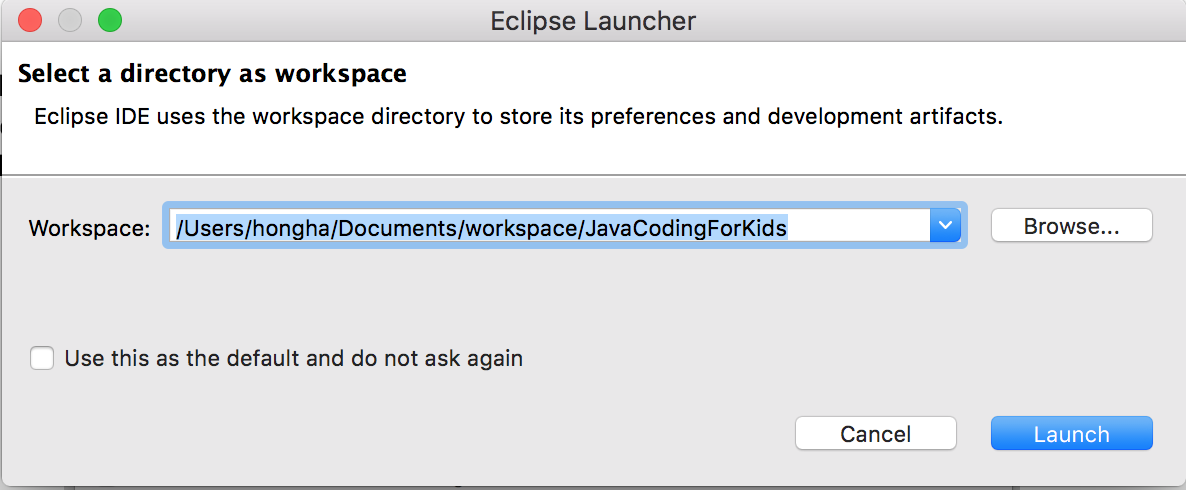 Eclipse Launcher
Select a directory as workspace
Eclipse IDE uses the workspace directory to store its preferences and development artifacts.
Workspace: /Users/hongha/Documents/workspace/JavaCodingForKids Browse...
Use this as the default and do not ask again
Cancel Launch